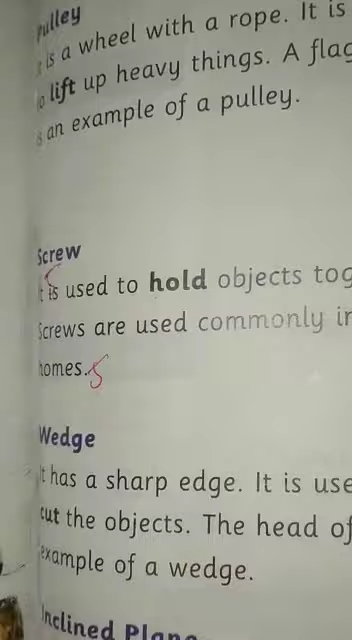 Pulley
is a wheel with a rope. It is
lift up heavy things. A flag
an example of a pulley.
Screw
It is used to hold objects tog
Screws are used commonly in
homes. 5
Wedge
It has a sharp edge. It is use
cut the objects. The head of
example of a wedge.
Inclined Plane